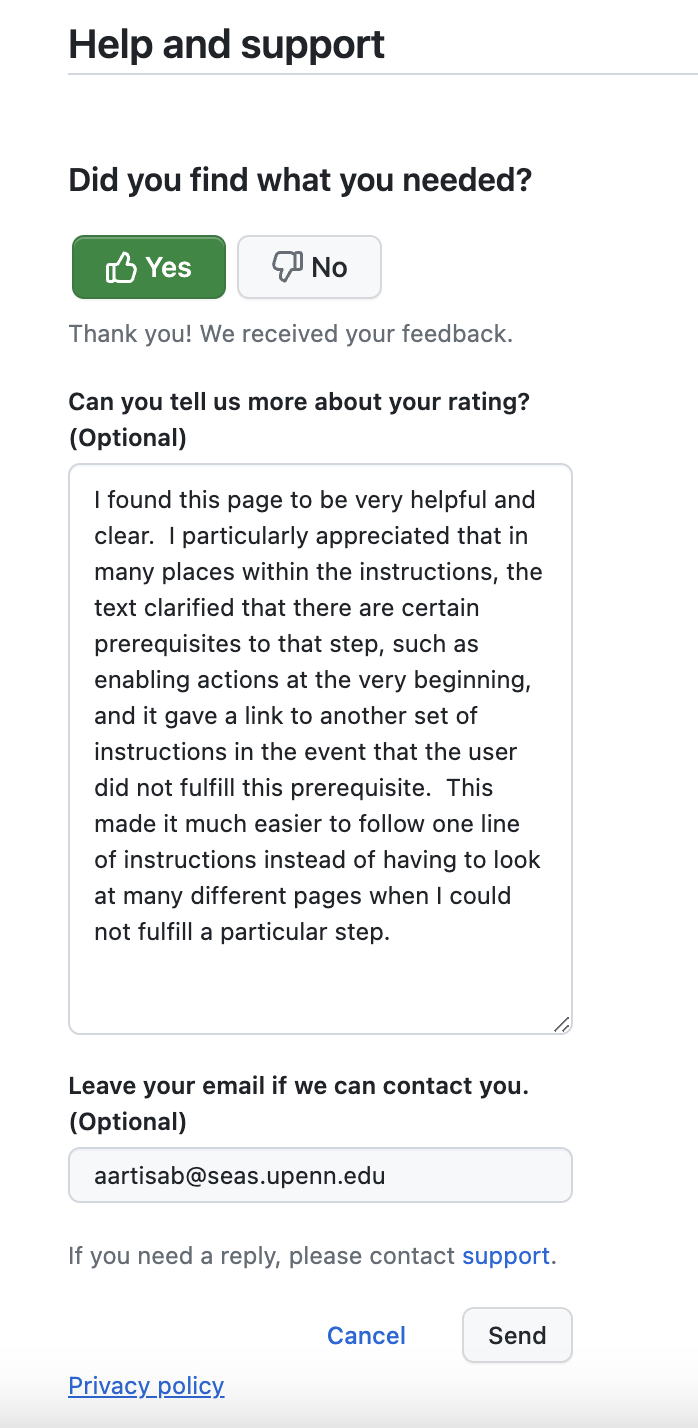 Help and support
Did you find what you needed?
Yes
No
Thank you! We received your feedback.
Can you tell us more about your rating?
(Optional)
I found this page to be very helpful and
clear.  I particularly appreciated that in
many places within the instructions, the
text clarified that there are certain
prerequisites to that step, such as
enabling actions at the very beginning,
and it gave a link to another set of
instructions in the event that the user
did not fulfill this prerequisite.  This
made it much easier to follow one line
of instructions instead of having to look
at many different pages when I could
not fulfill a particular step.
Leave your email if we can contact you.
(Optional)
aartisab@seas.upenn.edu
If you need a reply, please contact support.
Cancel
Send
Privacy policy